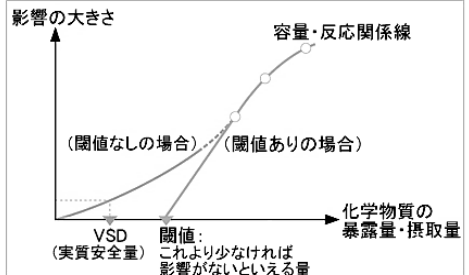 影響の大きさ
容量・反応関係線
(閾値なしの場合)
(閾値ありの場合)
化学物質の
暴露量・摂取量
VSD
(実質安全量)
閾値：
これより少なければ
影響がないといえる量